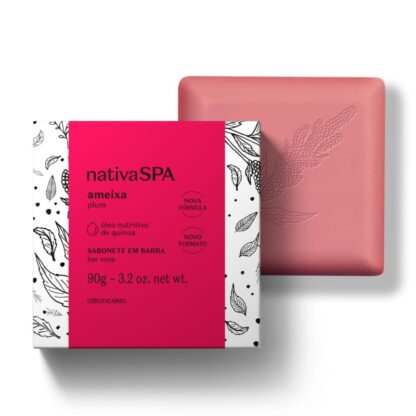 nativaSPA
ameixa
plum
NOVA
FÓRMULA
óleo nutritivo
de quinoa
NOVO
FORMATO
SABONETE EM BARRA
bar soap
90g - 3.2 oz. net wt.
oBOTICÁRIO